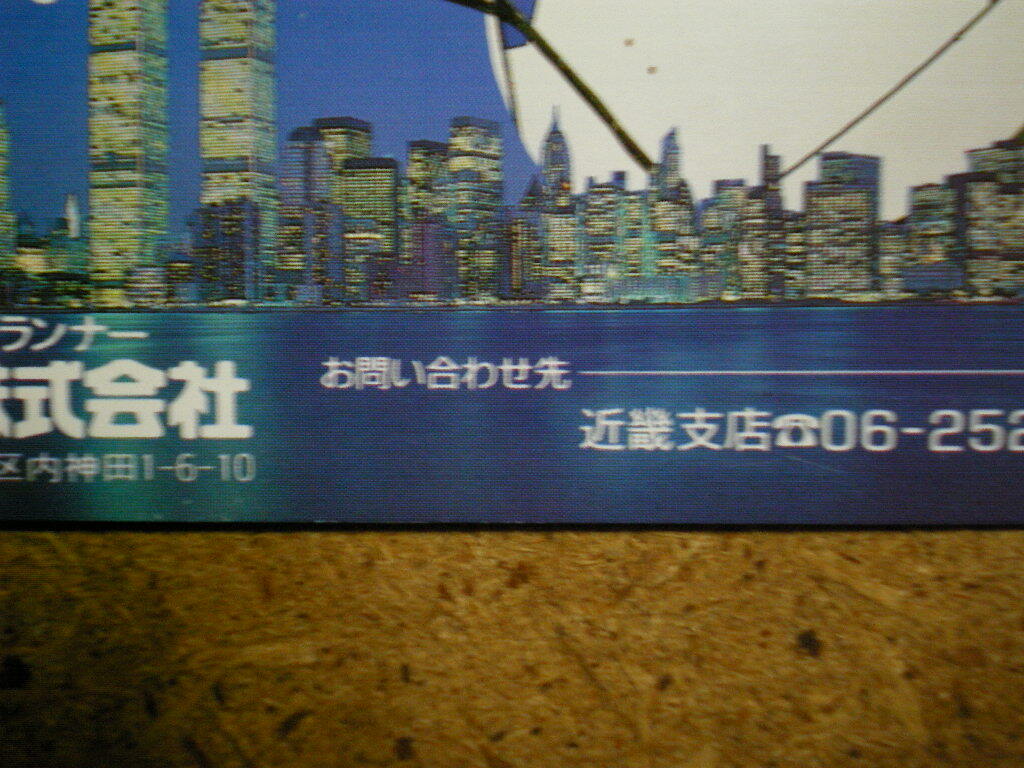 ランナー
式会社
区内神田1-6-10
お問い合わせ先
近畿支店☎06-252